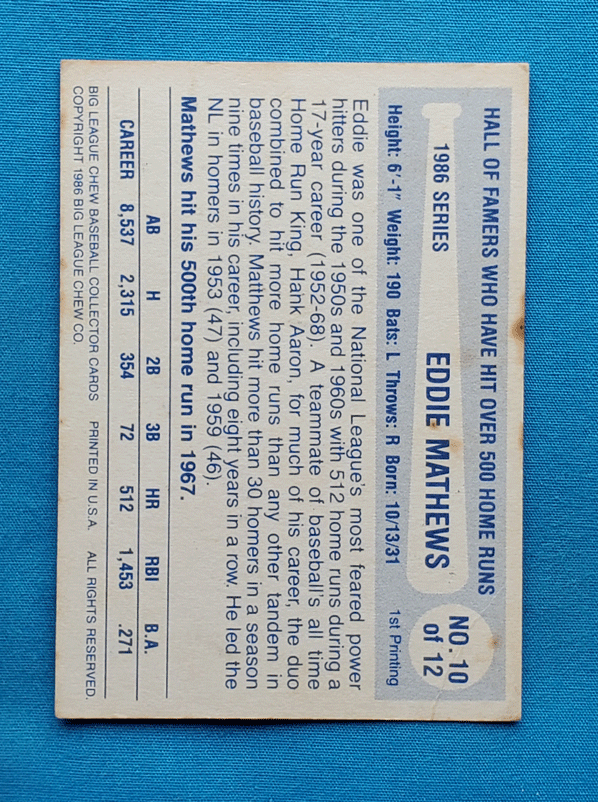 HALL OF FAMERS WHO HAVE HIT OVER 500 HOME RUNS
1986 SERIES
EDDIE MATHEWS
NO. 10
of 12
Height: 6'-1" Weight: 190 Bats: L Throws: R Born: 10/13/31 1st Printing
Eddie was one of the National League's most feared power
hitters during the 1950s and 1960s with 512 home runs during a
17-year career (1952-68). A teammate of baseball's all time
Home Run King, Hank Aaron, for much of his career, the duo
combined to hit more home runs than any other tandem in
baseball history. Mathews hit more than 30 homers in a season
nine times in his career, including eight years in a row. He led the
NL in homers in 1953 (47) and 1959 (46).
Mathews hit his 500th home run in 1967.
AB H 2B 3B HR RBI B.A.
CAREER 8,537 2,315 354 72 512 1,453 .271
BIG LEAGUE CHEW BASEBALL COLLECTOR CARDS PRINTED IN U.S.A. ALL RIGHTS RESERVED.
COPYRIGHT 1986 BIG LEAGUE CHEW CO.